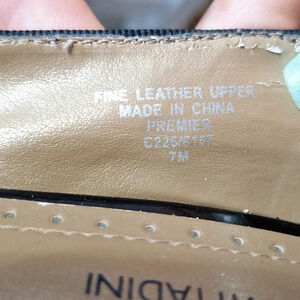 FINE LEATHER UPPER
MADE IN CHINA
PREMIER
7M